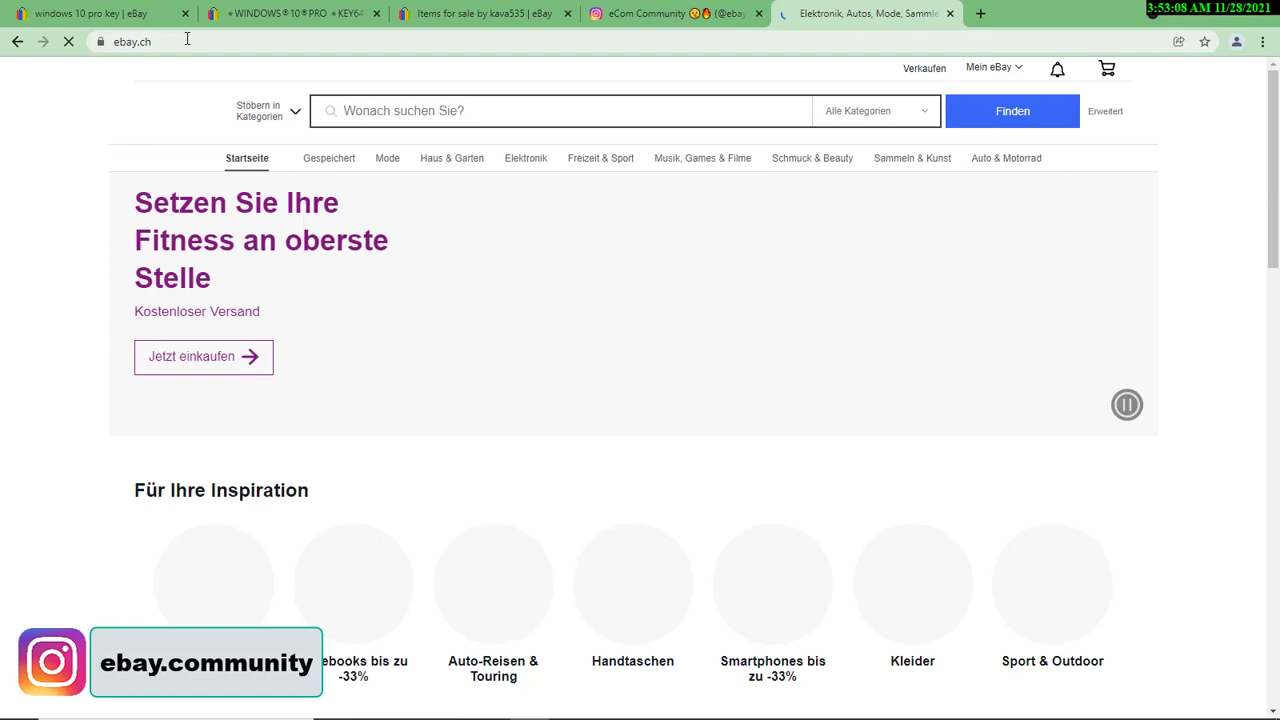 windows 10 pro key | eBay
★WINDOWS®10®PRO ★KEY64
Items for sale by kava535 | eBay
eCom Community 🤫🔥 (@ebay
Elektronik, Autos, Mode, Sammle
3:53:08 AM 11/28/2021
ebay.ch
Verkaufen
Mein eBay
Stöbern in
Kategorien
Wonach suchen Sie?
Alle Kategorien
Finden
Erweitert
Startseite
Gespeichert
Mode
Haus & Garten
Elektronik
Freizeit & Sport
Musik, Games & Filme
Schmuck & Beauty
Sammeln & Kunst
Auto & Motorrad
Setzen Sie Ihre
Fitness an oberste
Stelle
Kostenloser Versand
Jetzt einkaufen
Für Ihre Inspiration
ebooks bis zu
-33%
Auto-Reisen &
Touring
Handtaschen
Smartphones bis
zu -33%
Kleider
Sport & Outdoor
ebay.community